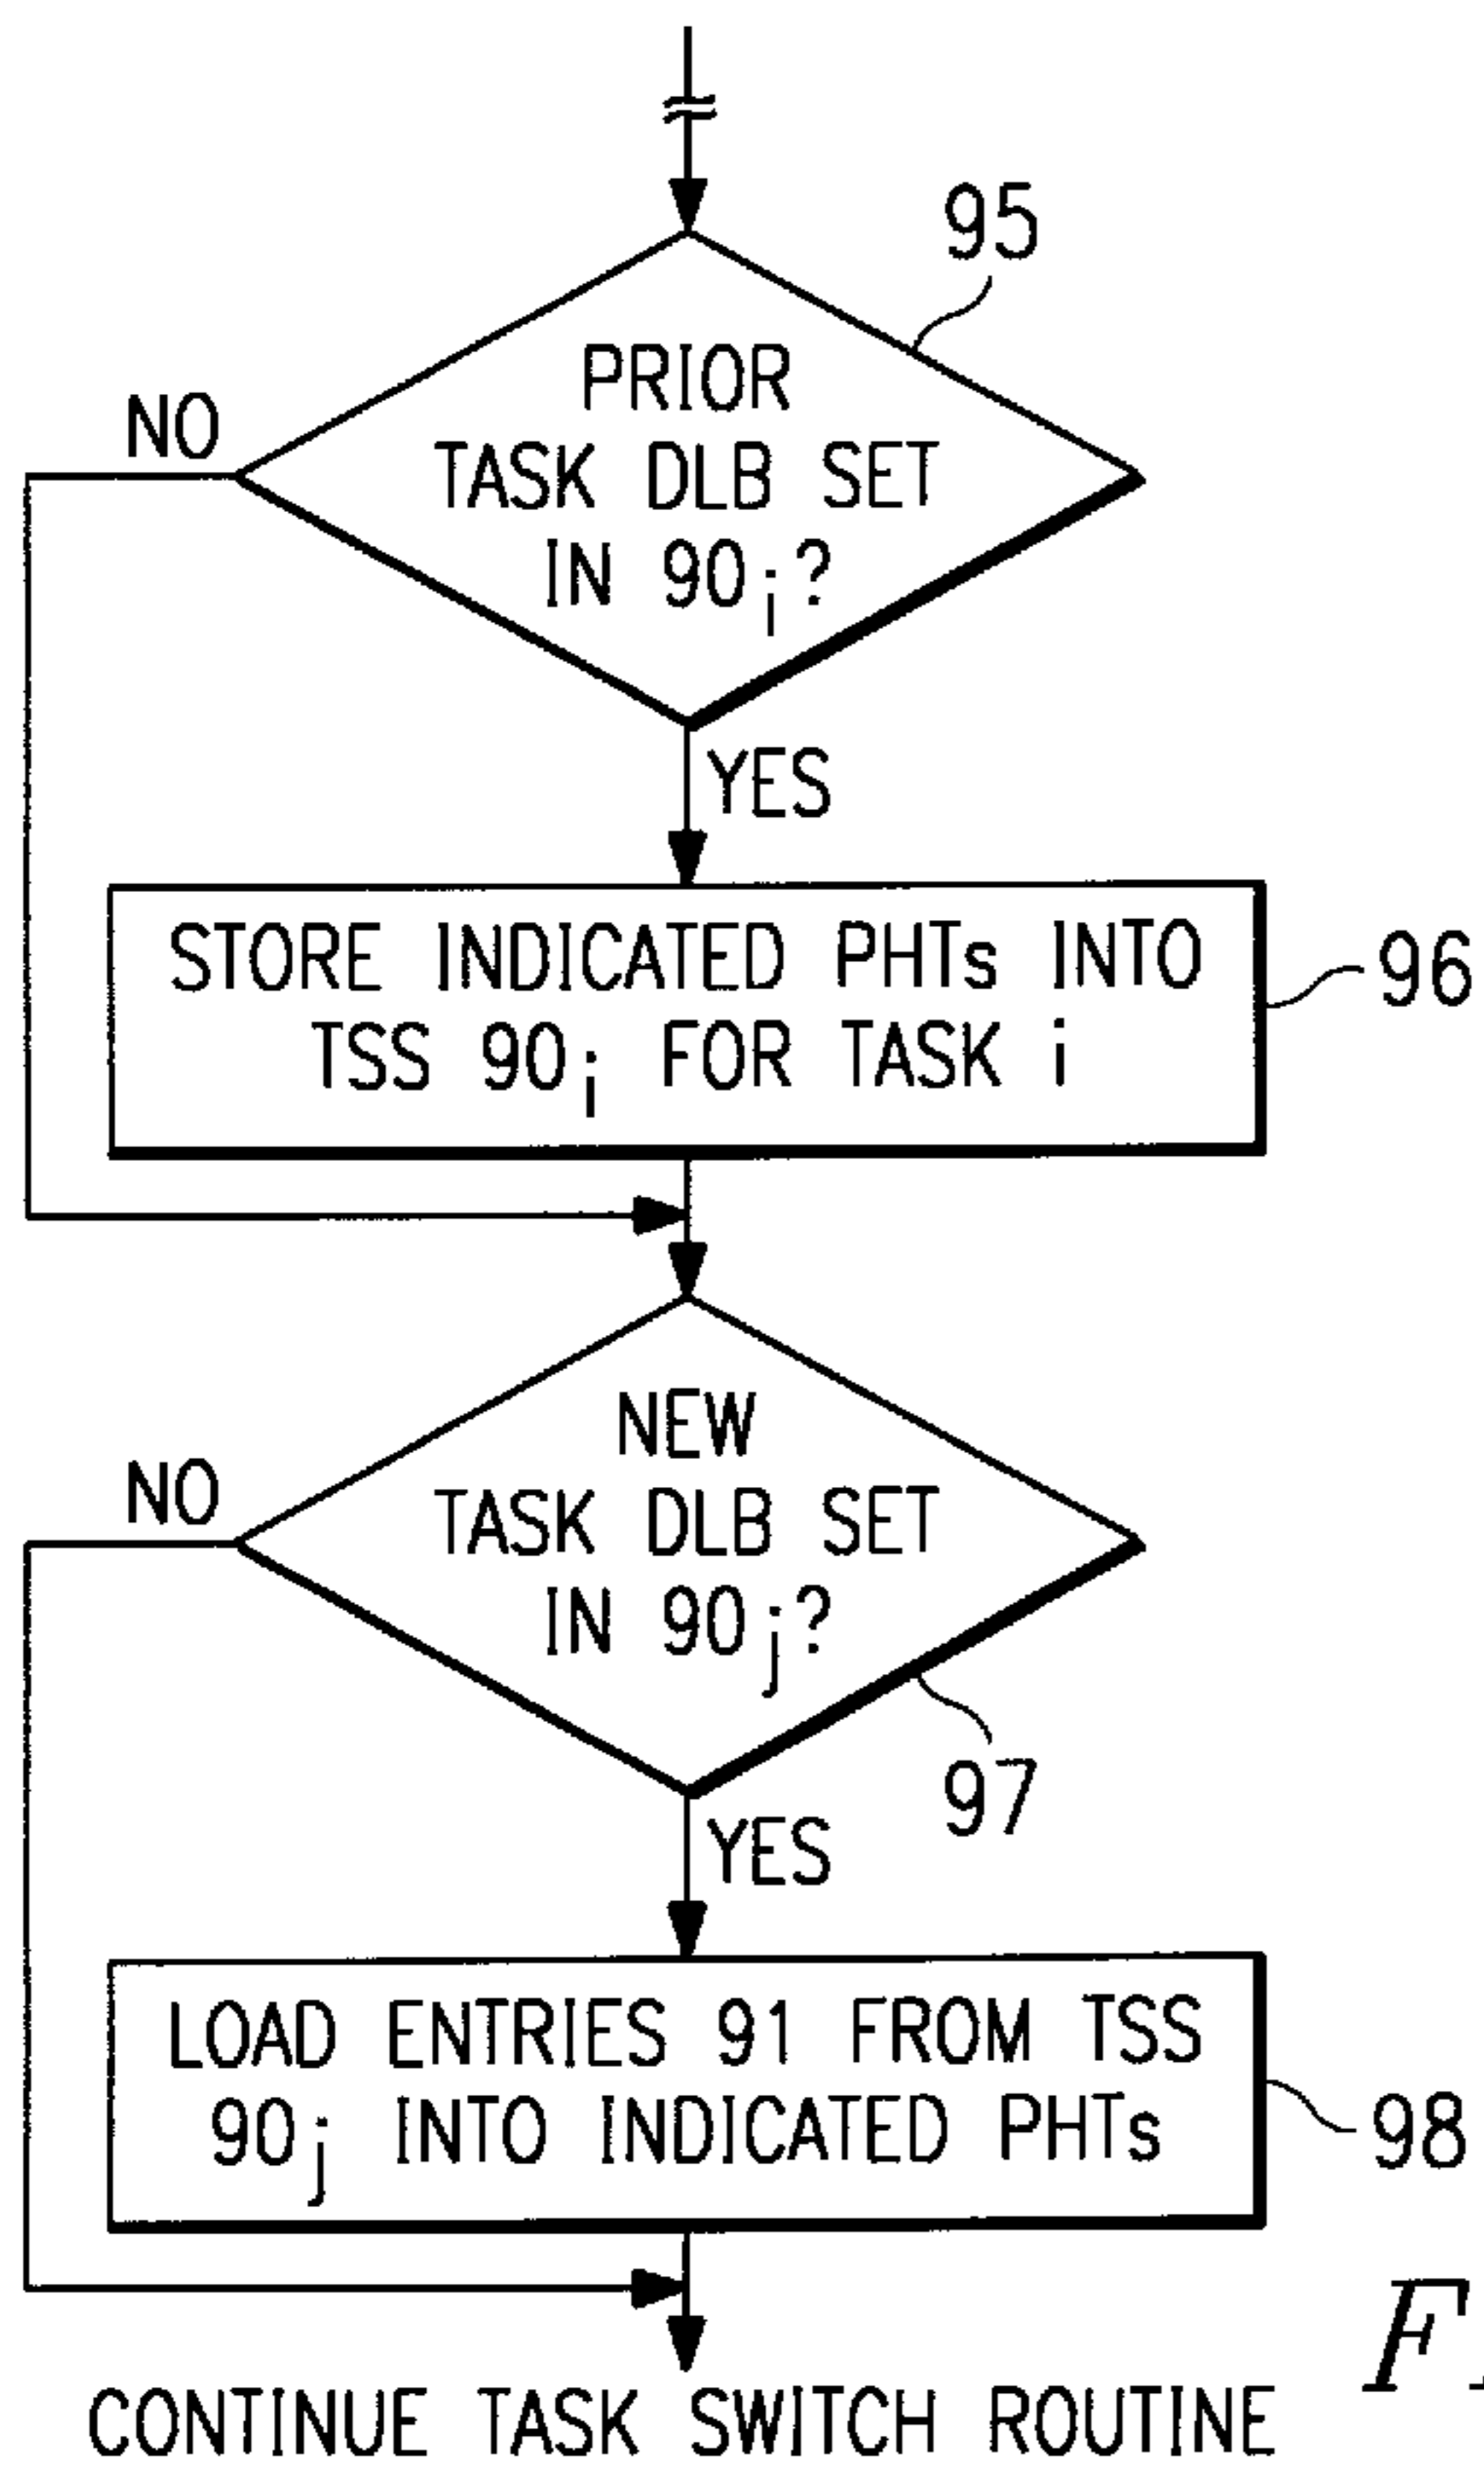 95
PRIOR
TASK DLB SET
IN 90i?
NO
YES
STORE INDICATED PHTs INTO
TSS 90i FOR TASK i
96
NEW
TASK DLB SET
IN 90j?
NO
97
YES
LOAD ENTRIES 91 FROM TSS
90j INTO INDICATED PHTs
98
CONTINUE TASK SWITCH ROUTINE